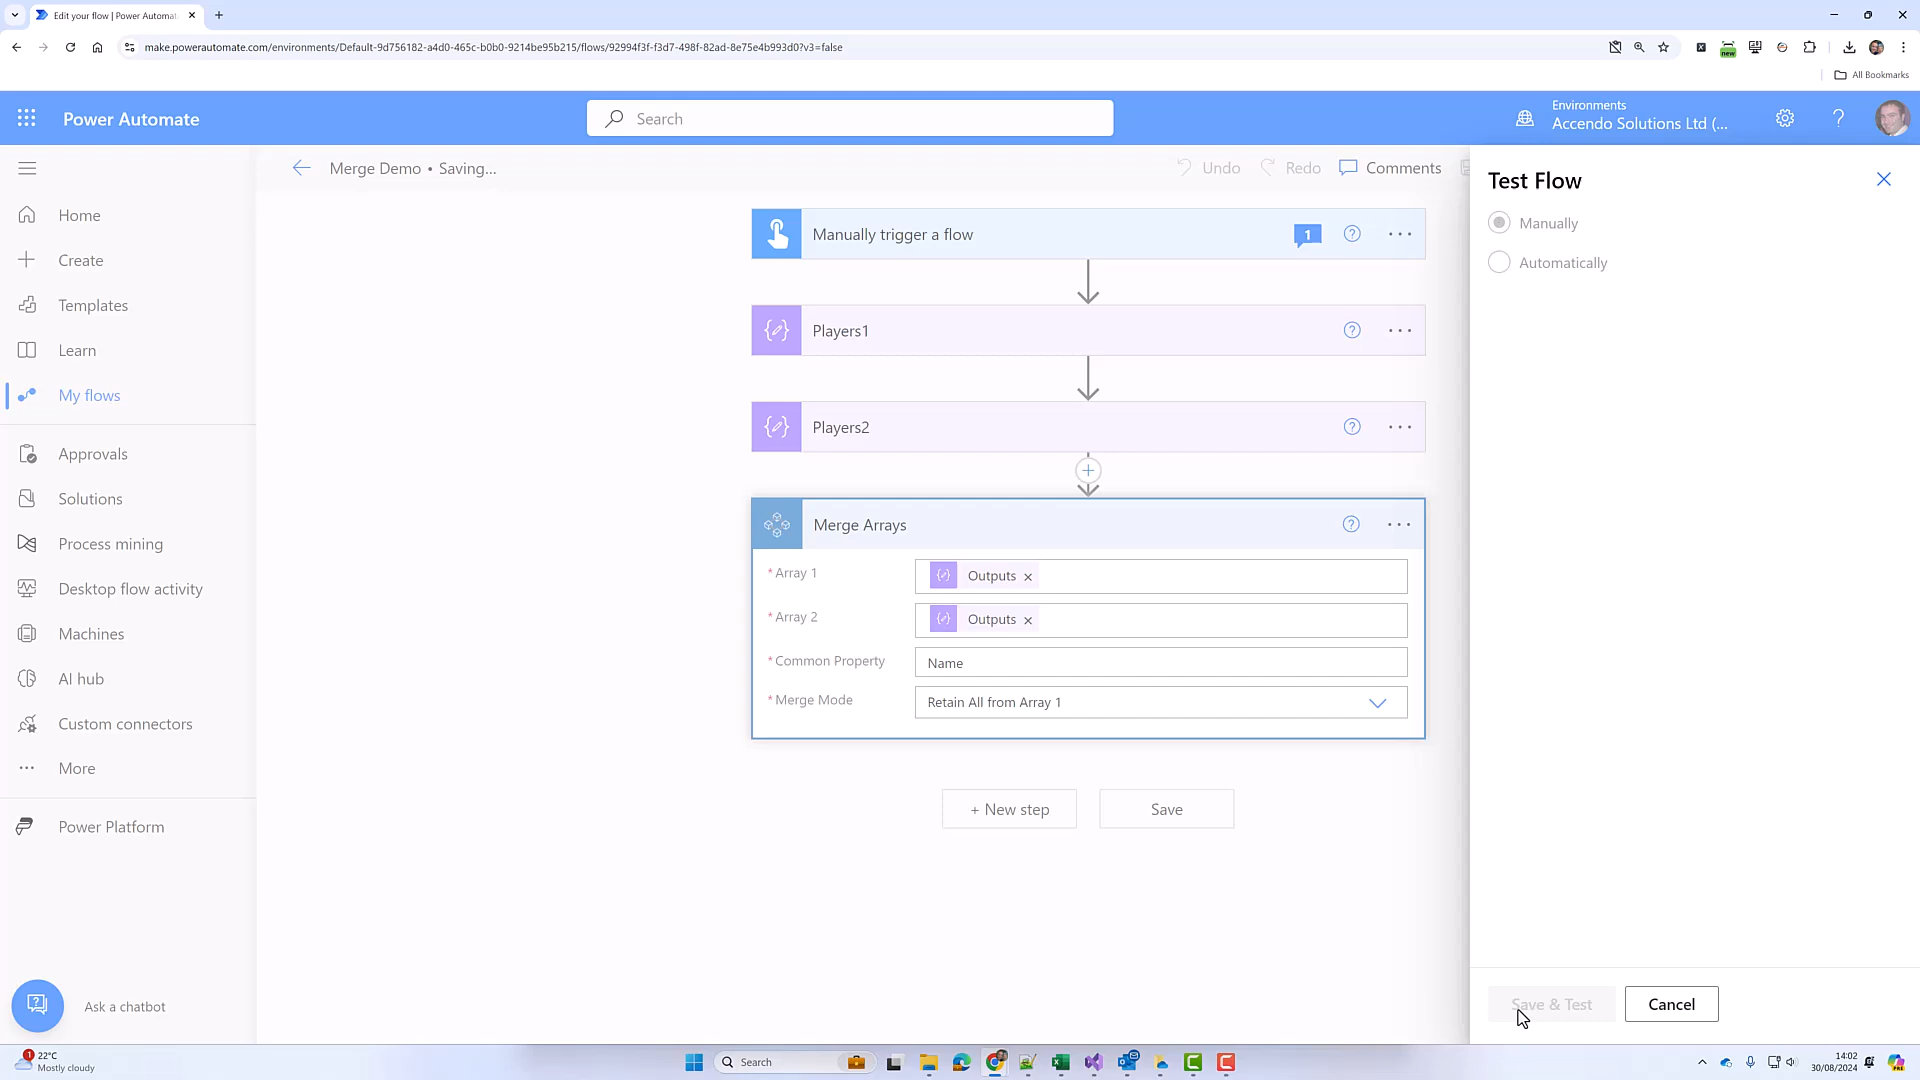 Edit your flow | Power Automat
make.powerautomate.com/environments/Default-9d756182-a4d0-465c-b0b0-9214be95b215/flows/92994f3f-f3d7-498f-82ad-8e75e4b993d0?v3=false
new
All Bookmarks
Power Automate
Search
Environments
Accendo Solutions Ltd (...
Merge Demo • Saving...
Undo
Redo
Comments
Home
Create
Templates
Learn
My flows
Approvals
Solutions
Process mining
Desktop flow activity
Machines
AI hub
Custom connectors
More
Power Platform
Ask a chatbot
Manually trigger a flow
1
Players1
Players2
Merge Arrays
* Array 1
Outputs
* Array 2
Outputs
* Common Property
Name
* Merge Mode
Retain All from Array 1
+ New step
Save
Test Flow
Manually
Automatically
Save & Test
Cancel
1
22°C
Mostly cloudy
Search
14:02
30/08/2024
PRE